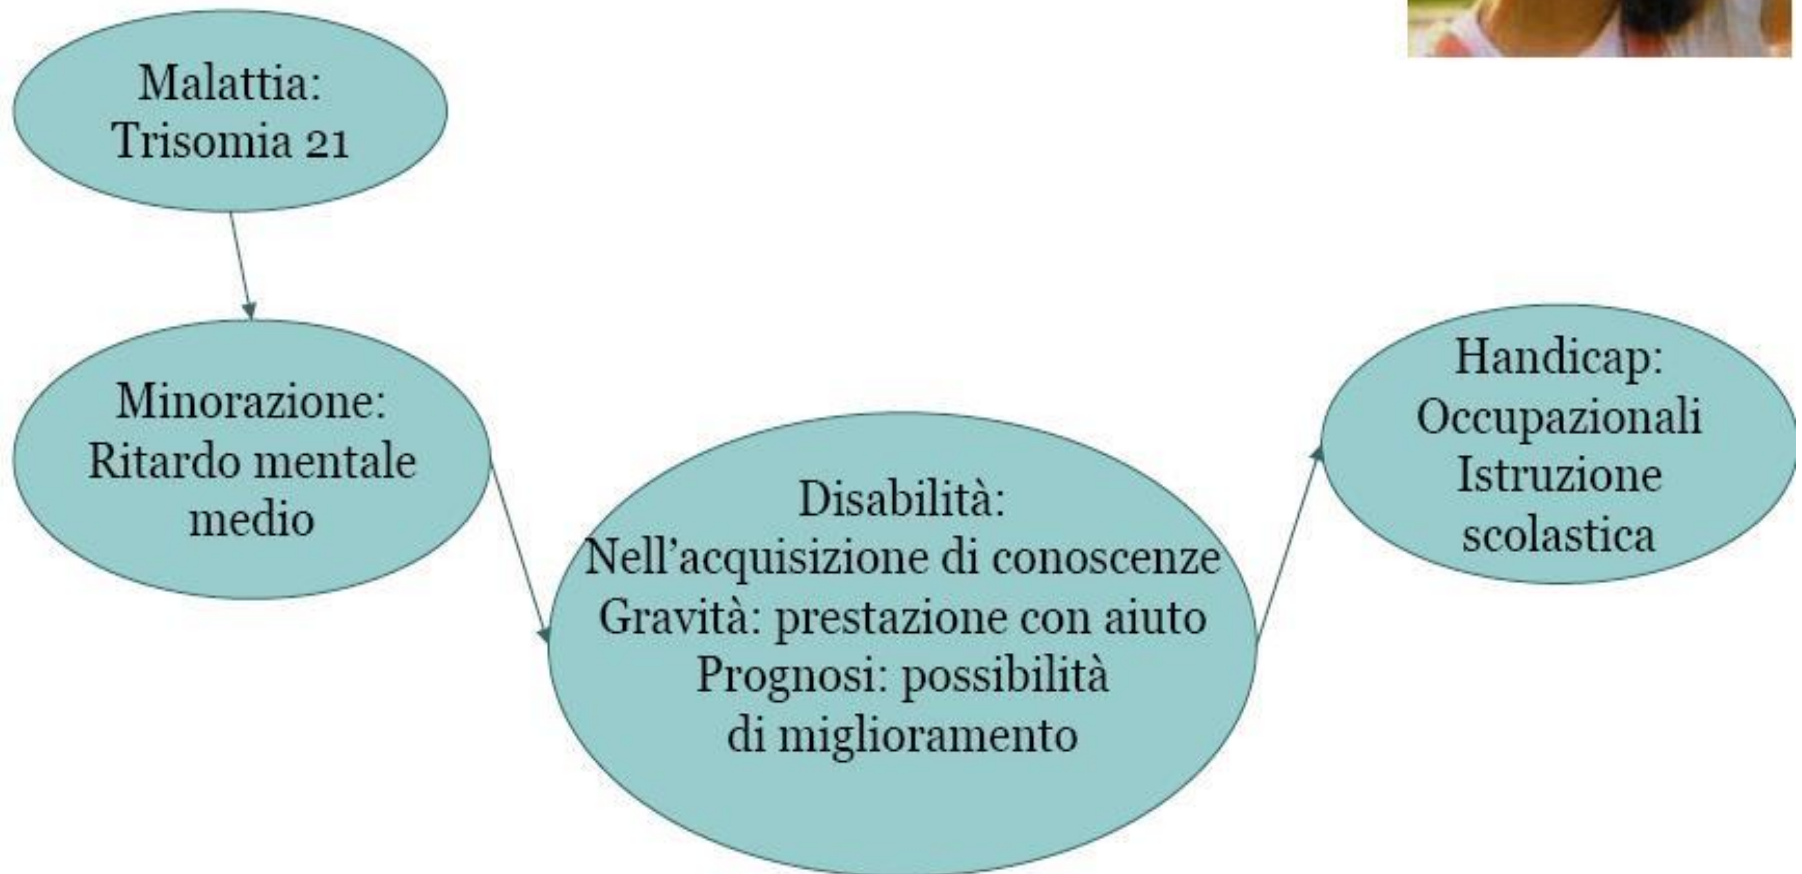 Malattia:
Trisomia 21
Minorazione:
Ritardo mentale
medio
Disabilità:
Nell’acquisizione di conoscenze
Gravità: prestazione con aiuto
Prognosi: possibilità
di miglioramento
Handicap:
Occupazionali
Istruzione
scolastica